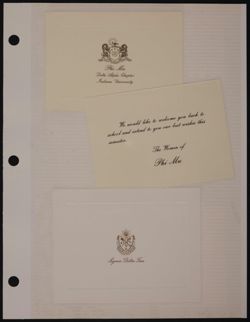 Phi Mu
Delta Alpha Chapter
Indiana University
We would like to welcome you back to
school and extend to you our best wishes this
semester.
The Women of
Phi Mu
Sigma Delta Tau